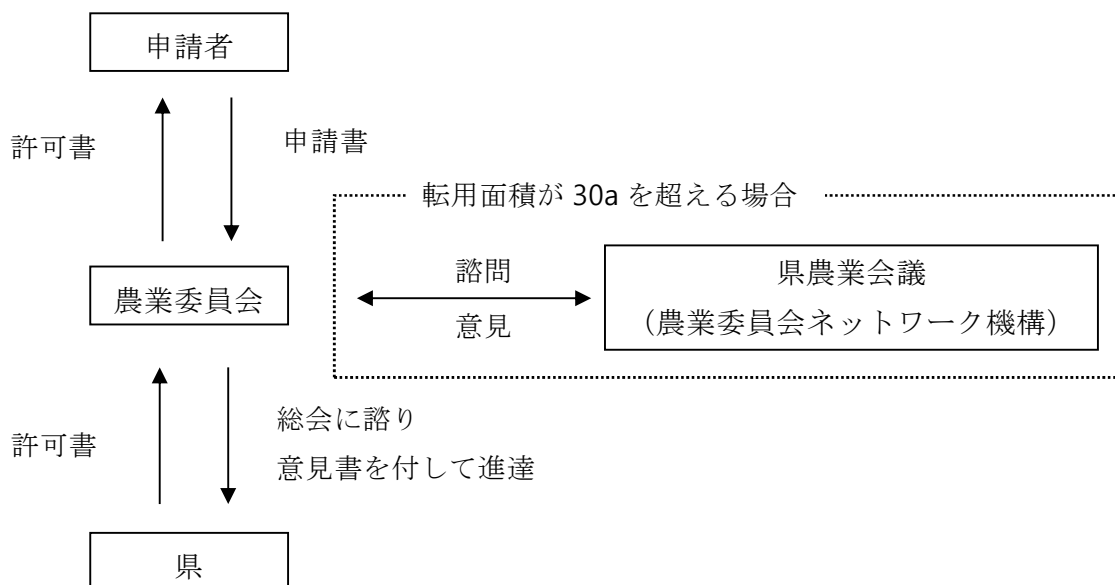 申請者
許可書
申請書
転用面積が 30a を超える場合
農業委員会
諮問
意見
県農業会議
（農業委員会ネットワーク機構）
許可書
総会に諮り
意見書を付して進達
県